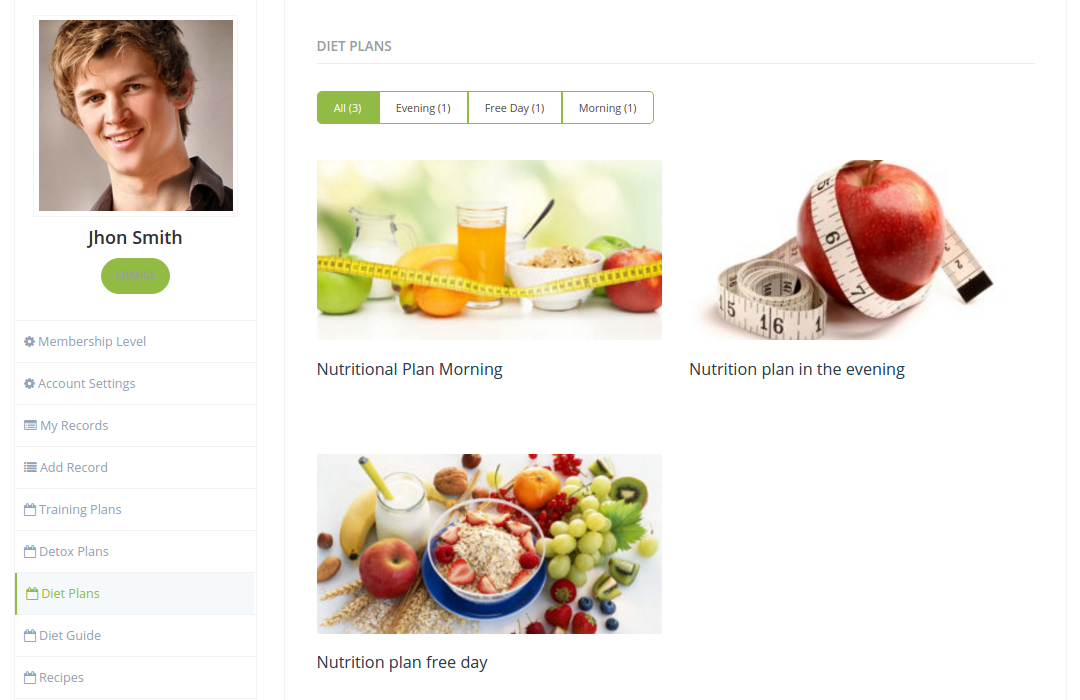 Jhon Smith
CHANGE
Membership Level
Account Settings
My Records
Add Record
Training Plans
Detox Plans
Diet Plans
Diet Guide
Recipes
DIET PLANS
All (3)
Evening (1)
Free Day (1)
Morning (1)
Nutritional Plan Morning
Nutrition plan in the evening
Nutrition plan free day